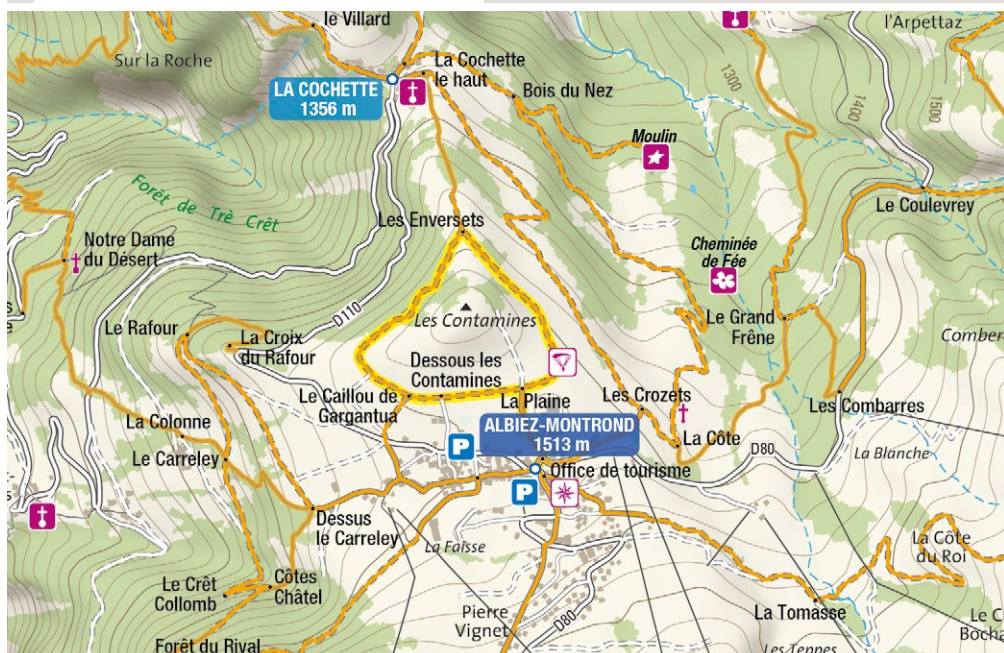 le Villard
l'Arpettaz
Sur la Roche
La Cochette
le haut
LA COCHETTE
1356 m
Bois du Nez
1300
1400
1500
Moulin
Forêt de Trè Crêt
Les Enversets
Le Coulevrey
Notre Dame
du Désert
Cheminée
de Fée
D110
Le Rafour
La Croix
du Rafour
Les Contamines
Le Grand
Frêne
Dessous les
Contamines
Le Caillou de
Gargantua
La Plaine
Les Crozets
Les Combarres
La Colonne
ALBIEZ-MONTROND
1513 m
La Côte
D80
La Blanche
Le Carreley
P
Office de tourisme
P
Dessus
le Carreley
La Faïsse
La Côte
du Roi
Le Crêt
Collomb
Côtes
Châtel
Pierre
Vignet
D80
La Tomasse
Forêt du Rival
Les Teppes